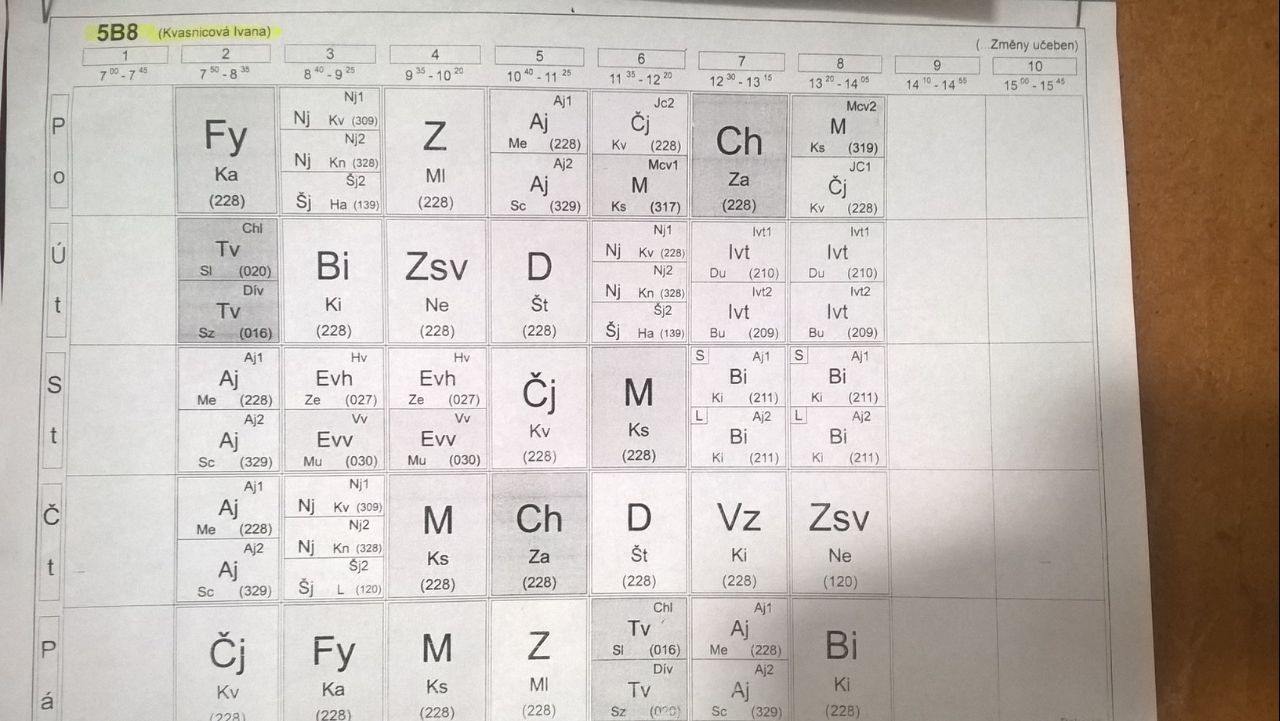 5B8 (Kvasnicová Ivana)
(...Změny učeben)
1 2 3 4 5 6 7 8 9 10
7 00 - 7 45 7 50 - 8 35 8 40 - 9 25 9 35 - 10 20 10 40 - 11 25 11 35 - 12 20 12 30 - 13 15 13 20 - 14 05 14 10 - 14 55 15 00 - 15 45
Po
Fy
Ka
(228)
Nj1
Nj Kv (309)
Nj2
Nj Kn (328)
Šj2
Šj Ha (139)
Z
Ml
(228)
Aj1
Aj
Me (228)
Aj2
Aj
Sc (329)
Jc2
Čj
Kv (228)
Mcv1
M
Ks (317)
Ch
Za
(228)
Mcv2
M
Ks (319)
JC1
Čj
Kv (228)
Út
Chl
Tv
Sl (020)
Dív
Tv
Sz (016)
Bi
Ki
(228)
Zsv
Ne
(228)
D
Št
(228)
Nj1
Nj Kv (228)
Nj2
Nj Kn (328)
Šj2
Šj Ha (139)
Ivt1
Ivt
Du (210)
Ivt2
Ivt
Bu (209)
Ivt1
Ivt
Du (210)
Ivt2
Ivt
Bu (209)
St
Aj1
Aj
Me (228)
Aj2
Aj
Sc (329)
Hv
Evh
Ze (027)
Vv
Evv
Mu (030)
Hv
Evh
Ze (027)
Vv
Evv
Mu (030)
Čj
Kv
(228)
M
Ks
(228)
S Aj1
Bi
Ki (211)
L Aj2
Bi
Ki (211)
S Aj1
Bi
Ki (211)
L Aj2
Bi
Ki (211)
Čt
Aj1
Aj
Me (228)
Aj2
Aj
Sc (329)
Nj1
Nj Kv (309)
Nj2
Nj Kn (328)
Šj2
Šj L (120)
M
Ks
(228)
Ch
Za
(228)
D
Št
(228)
Vz
Ki
(228)
Zsv
Ne
(120)
Pá
Čj
Kv
(228)
Fy
Ka
(228)
M
Ks
(228)
Z
Ml
(228)
Chl
Tv
Sl (016)
Dív
Tv
Sz (020)
Aj1
Aj
Me (228)
Aj2
Aj
Sc (329)
Bi
Ki
(228)